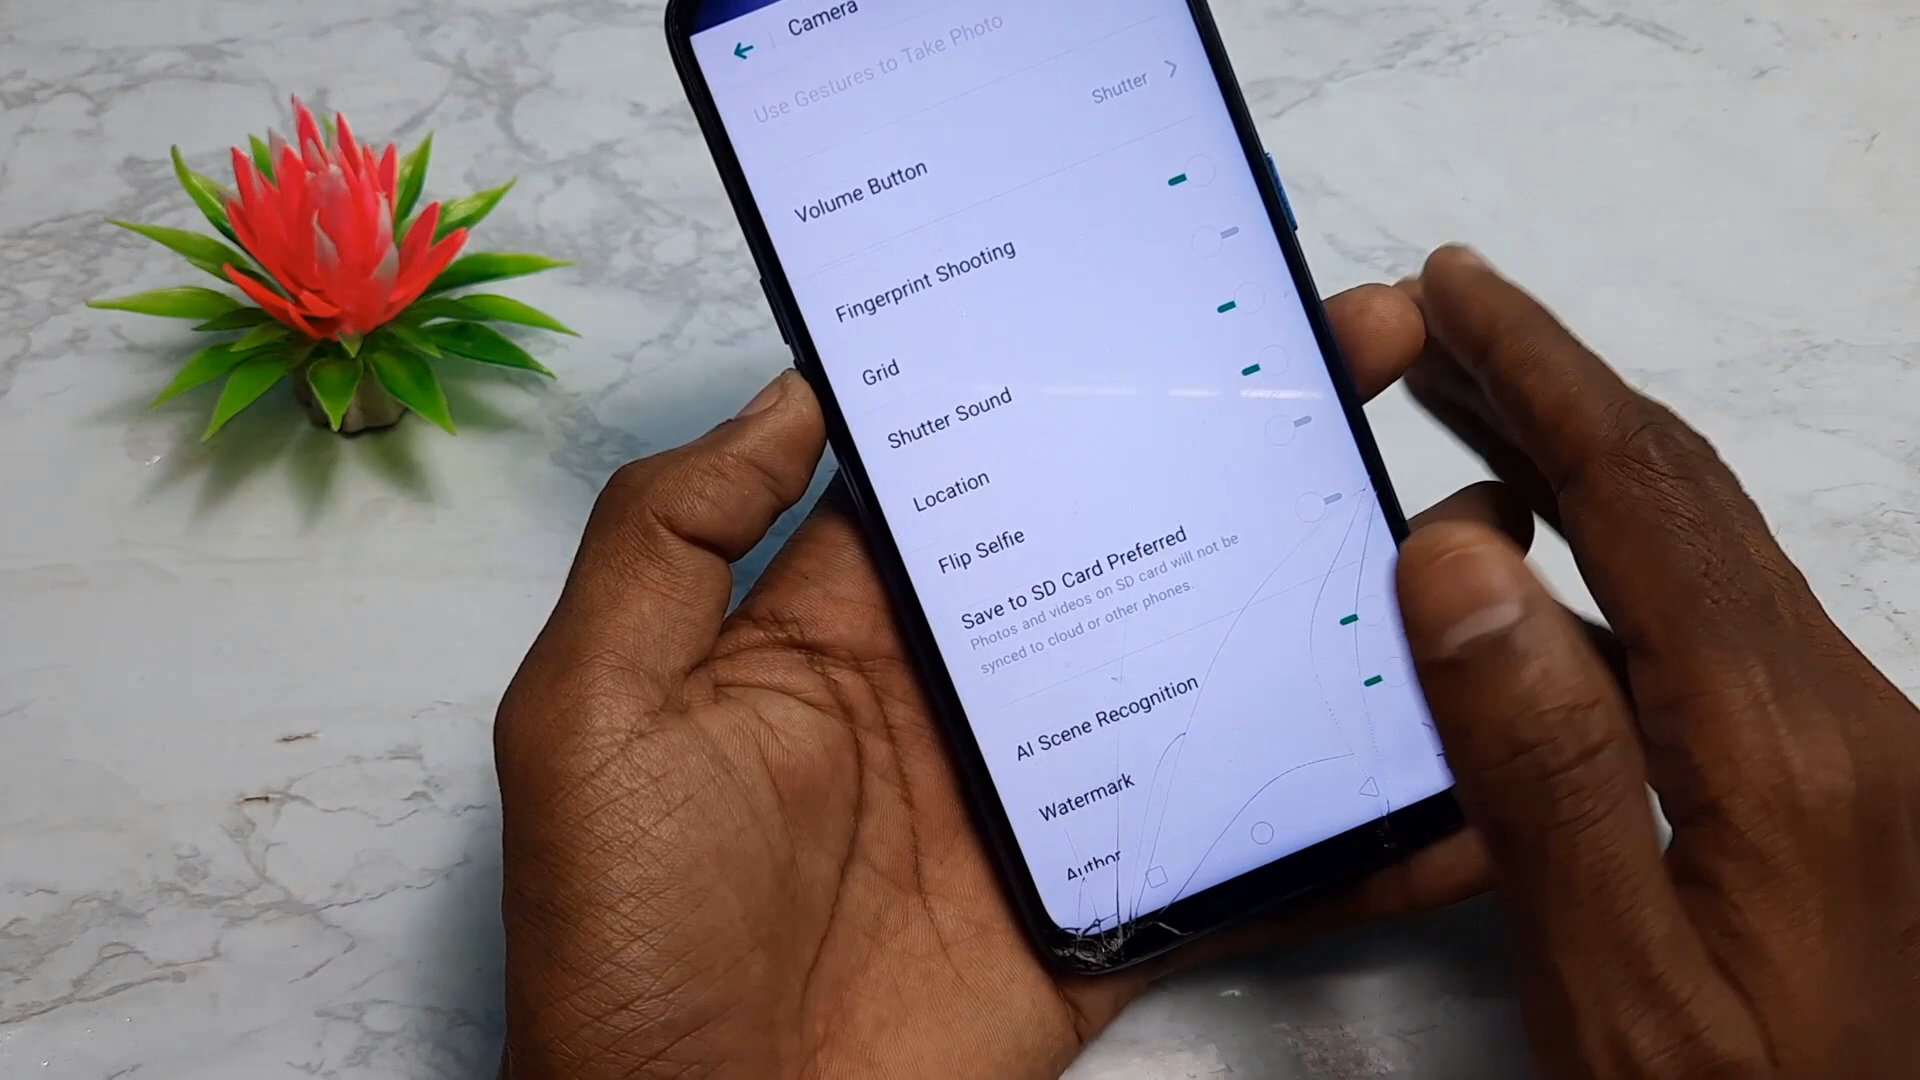 Camera
Use Gestures to Take Photo
Volume Button
Shutter
Fingerprint Shooting
Grid
Shutter Sound
Location
Flip Selfie
Save to SD Card Preferred
Photos and videos on SD card will not be
synced to cloud or other phones.
AI Scene Recognition
Watermark
Author